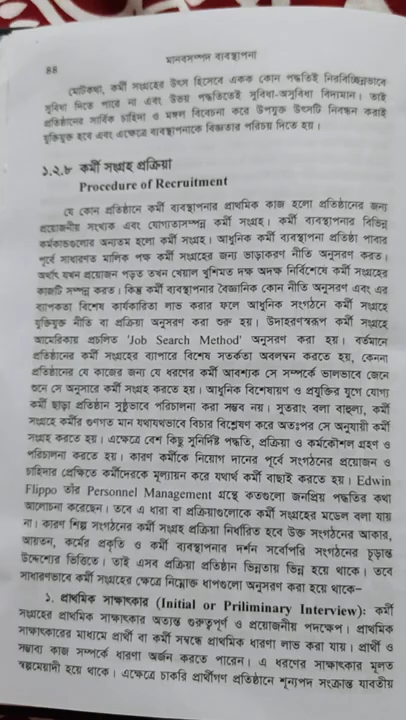 ৪৪
মানবসম্পদ ব্যবস্থাপনা
মোটকথা, কর্মী সংগ্রহের উৎস হিসেবে একক কোন পদ্ধতিই নিরবিচ্ছিন্নভাবে
সুবিধা দিতে পারে না এবং উভয় পদ্ধতিতেই সুবিধা-অসুবিধা বিদ্যমান। তাই
প্রতিষ্ঠানের সার্বিক চাহিদা ও মঙ্গল বিবেচনা করে উপযুক্ত উৎসটি নিবন্ধন করাই
যুক্তিযুক্ত হবে এবং এক্ষেত্রে ব্যবস্থাপনাকে বিজ্ঞতার পরিচয় দিতে হয়।
১.২.৮ কর্মী সংগ্রহ প্রক্রিয়া
Procedure of Recruitment
যে কোন প্রতিষ্ঠানে কর্মী ব্যবস্থাপনার প্রাথমিক কাজ হলো প্রতিষ্ঠানের জন্য
প্রয়োজনীয় সংখ্যক এবং যোগ্যতাসম্পন্ন কর্মী সংগ্রহ। কর্মী ব্যবস্থাপনার বিভিন্ন
কর্মকান্ডগুলোর অন্যতম হলো কর্মী সংগ্রহ। আধুনিক কর্মী ব্যবস্থাপনা প্রতিষ্ঠা পাবার
পূর্বে সাধারণত মালিক পক্ষ কর্মী সংগ্রহের জন্য ভাড়াকরণ নীতি অনুসরণ করত।
অর্থাৎ যখন প্রয়োজন পড়ত তখন খেয়াল খুশিমত দক্ষ অদক্ষ নির্বিশেষে কর্মী সংগ্রহের
কাজটি সম্পন্ন করত। কিন্তু কর্মী ব্যবস্থাপনার বৈজ্ঞানিক কোন নীতি অনুসরণ এবং এর
ব্যাপকতা বিশেষ কার্যকারিতা লাভ করার ফলে আধুনিক সংগঠনে কর্মী সংগ্রহে
যুক্তিযুক্ত নীতি বা প্রক্রিয়া অনুসরণ করা শুরু হয়। উদাহরণস্বরূপ কর্মী সংগ্রহে
আমেরিকায় প্রচলিত 'Job Search Method' অনুসরণ করা হয়। বর্তমানে
প্রতিষ্ঠানের কর্মী সংগ্রহের ব্যাপারে বিশেষ সতর্কতা অবলম্বন করতে হয়, কেননা
প্রতিষ্ঠানের যে কাজের জন্য যে ধরণের কর্মী আবশ্যক সে সম্পর্কে ভালভাবে জেনে
শুনে সে অনুসারে কর্মী সংগ্রহ করতে হয়। আধুনিক বিশেষায়ণ ও প্রযুক্তির যুগে যোগ্য
কর্মী ছাড়া প্রতিষ্ঠান সুষ্ঠুভাবে পরিচালনা করা সম্ভব নয়। সুতরাং বলা বাহুল্য, কর্মী
সংগ্রহে কর্মীর গুণগত মান যথাযথভাবে বিচার বিশ্লেষণ করে অতঃপর সে অনুযায়ী কর্মী
সংগ্রহ করতে হয়। এক্ষেত্রে বেশ কিছু সুনির্দিষ্ট পদ্ধতি, প্রক্রিয়া ও কর্মকৌশল গ্রহণ ও
পরিচালনা করতে হয়। কারণ কর্মীকে নিয়োগ দানের পূর্বে সংগঠনের প্রয়োজন ও
চাহিদার প্রেক্ষিতে কর্মীদেরকে মূল্যায়ন করে যথার্থ কর্মী বাছাই করতে হয়। Edwin
Flippo তাঁর Personnel Management গ্রন্থে কতগুলো জনপ্রিয় পদ্ধতির কথা
আলোচনা করেছেন। তবে এ ধারা বা প্রক্রিয়াগুলোকে কর্মী সংগ্রহের মডেল বলা যায়
না। কারণ শিল্প সংগঠনের কর্মী সংগ্রহ প্রক্রিয়া নির্ধারিত হবে উক্ত সংগঠনের আকার,
আয়তন, কর্মের প্রকৃতি ও কর্মী ব্যবস্থাপনার দর্শন সর্বোপরি সংগঠনের চূড়ান্ত
উদ্দেশ্যের ভিত্তিতে। তাই এসব প্রক্রিয়া প্রতিষ্ঠান ভিন্নতায় ভিন্ন হয়ে থাকে। তবে
সাধারণভাবে কর্মী সংগ্রহের ক্ষেত্রে নিম্নোক্ত ধাপগুলো অনুসরণ করা হয়ে থাকে–
১. প্রাথমিক সাক্ষাৎকার (Initial or Priliminary Interview): কর্মী
সংগ্রহের প্রাথমিক সাক্ষাৎকার অত্যন্ত গুরুত্বপূর্ণ ও প্রয়োজনীয় পদক্ষেপ। প্রাথমিক
সাক্ষাৎকারের মাধ্যমে প্রার্থী বা কর্মী সম্বন্ধে প্রাথমিক ধারণা লাভ করা যায়। প্রার্থী ও
সম্ভাব্য কাজ সম্পর্কে ধারণা অর্জন করতে পারেন। এ ধরণের সাক্ষাৎকার মূলত
স্বল্পমেয়াদী হয়ে থাকে। এক্ষেত্রে চাকরি প্রার্থীগণ প্রতিষ্ঠানে শূন্যপদ সংক্রান্ত যাবতীয়